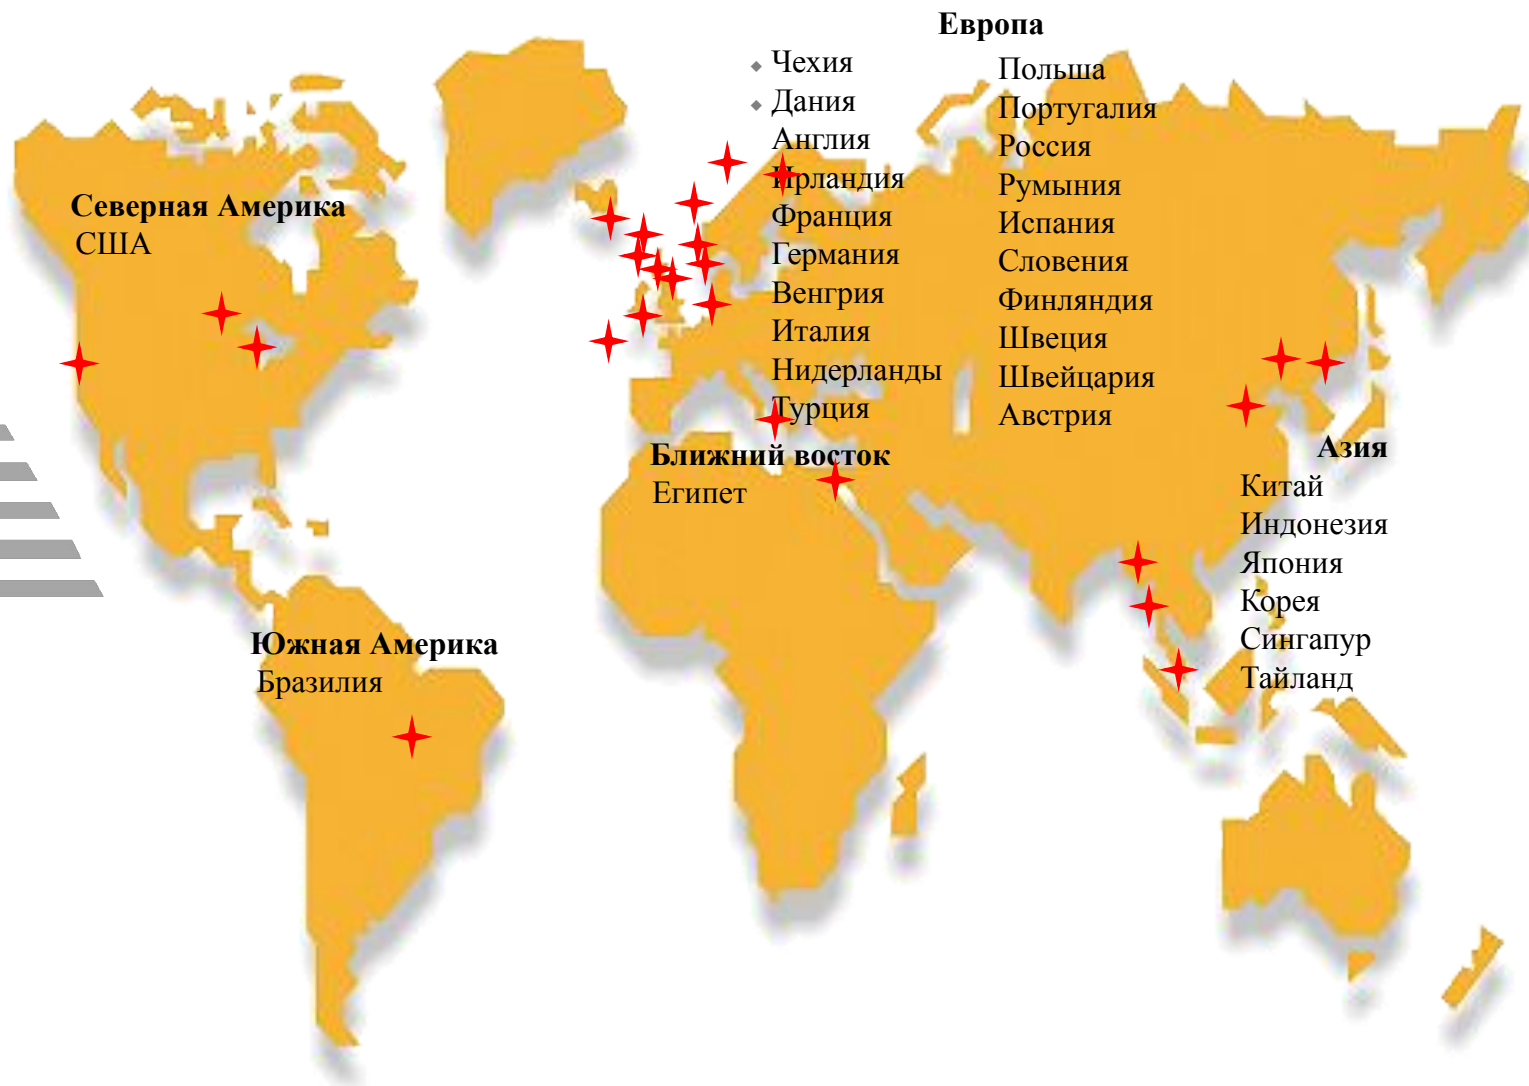 Европа
Чехия
Дания
Англия
Ирландия
Франция
Германия
Венгрия
Италия
Нидерланды
Турция
Польша
Португалия
Россия
Румыния
Испания
Словения
Финляндия
Швеция
Швейцария
Австрия
Северная Америка
США
Ближний восток
Египет
Азия
Китай
Индонезия
Япония
Корея
Сингапур
Тайланд
Южная Америка
Бразилия